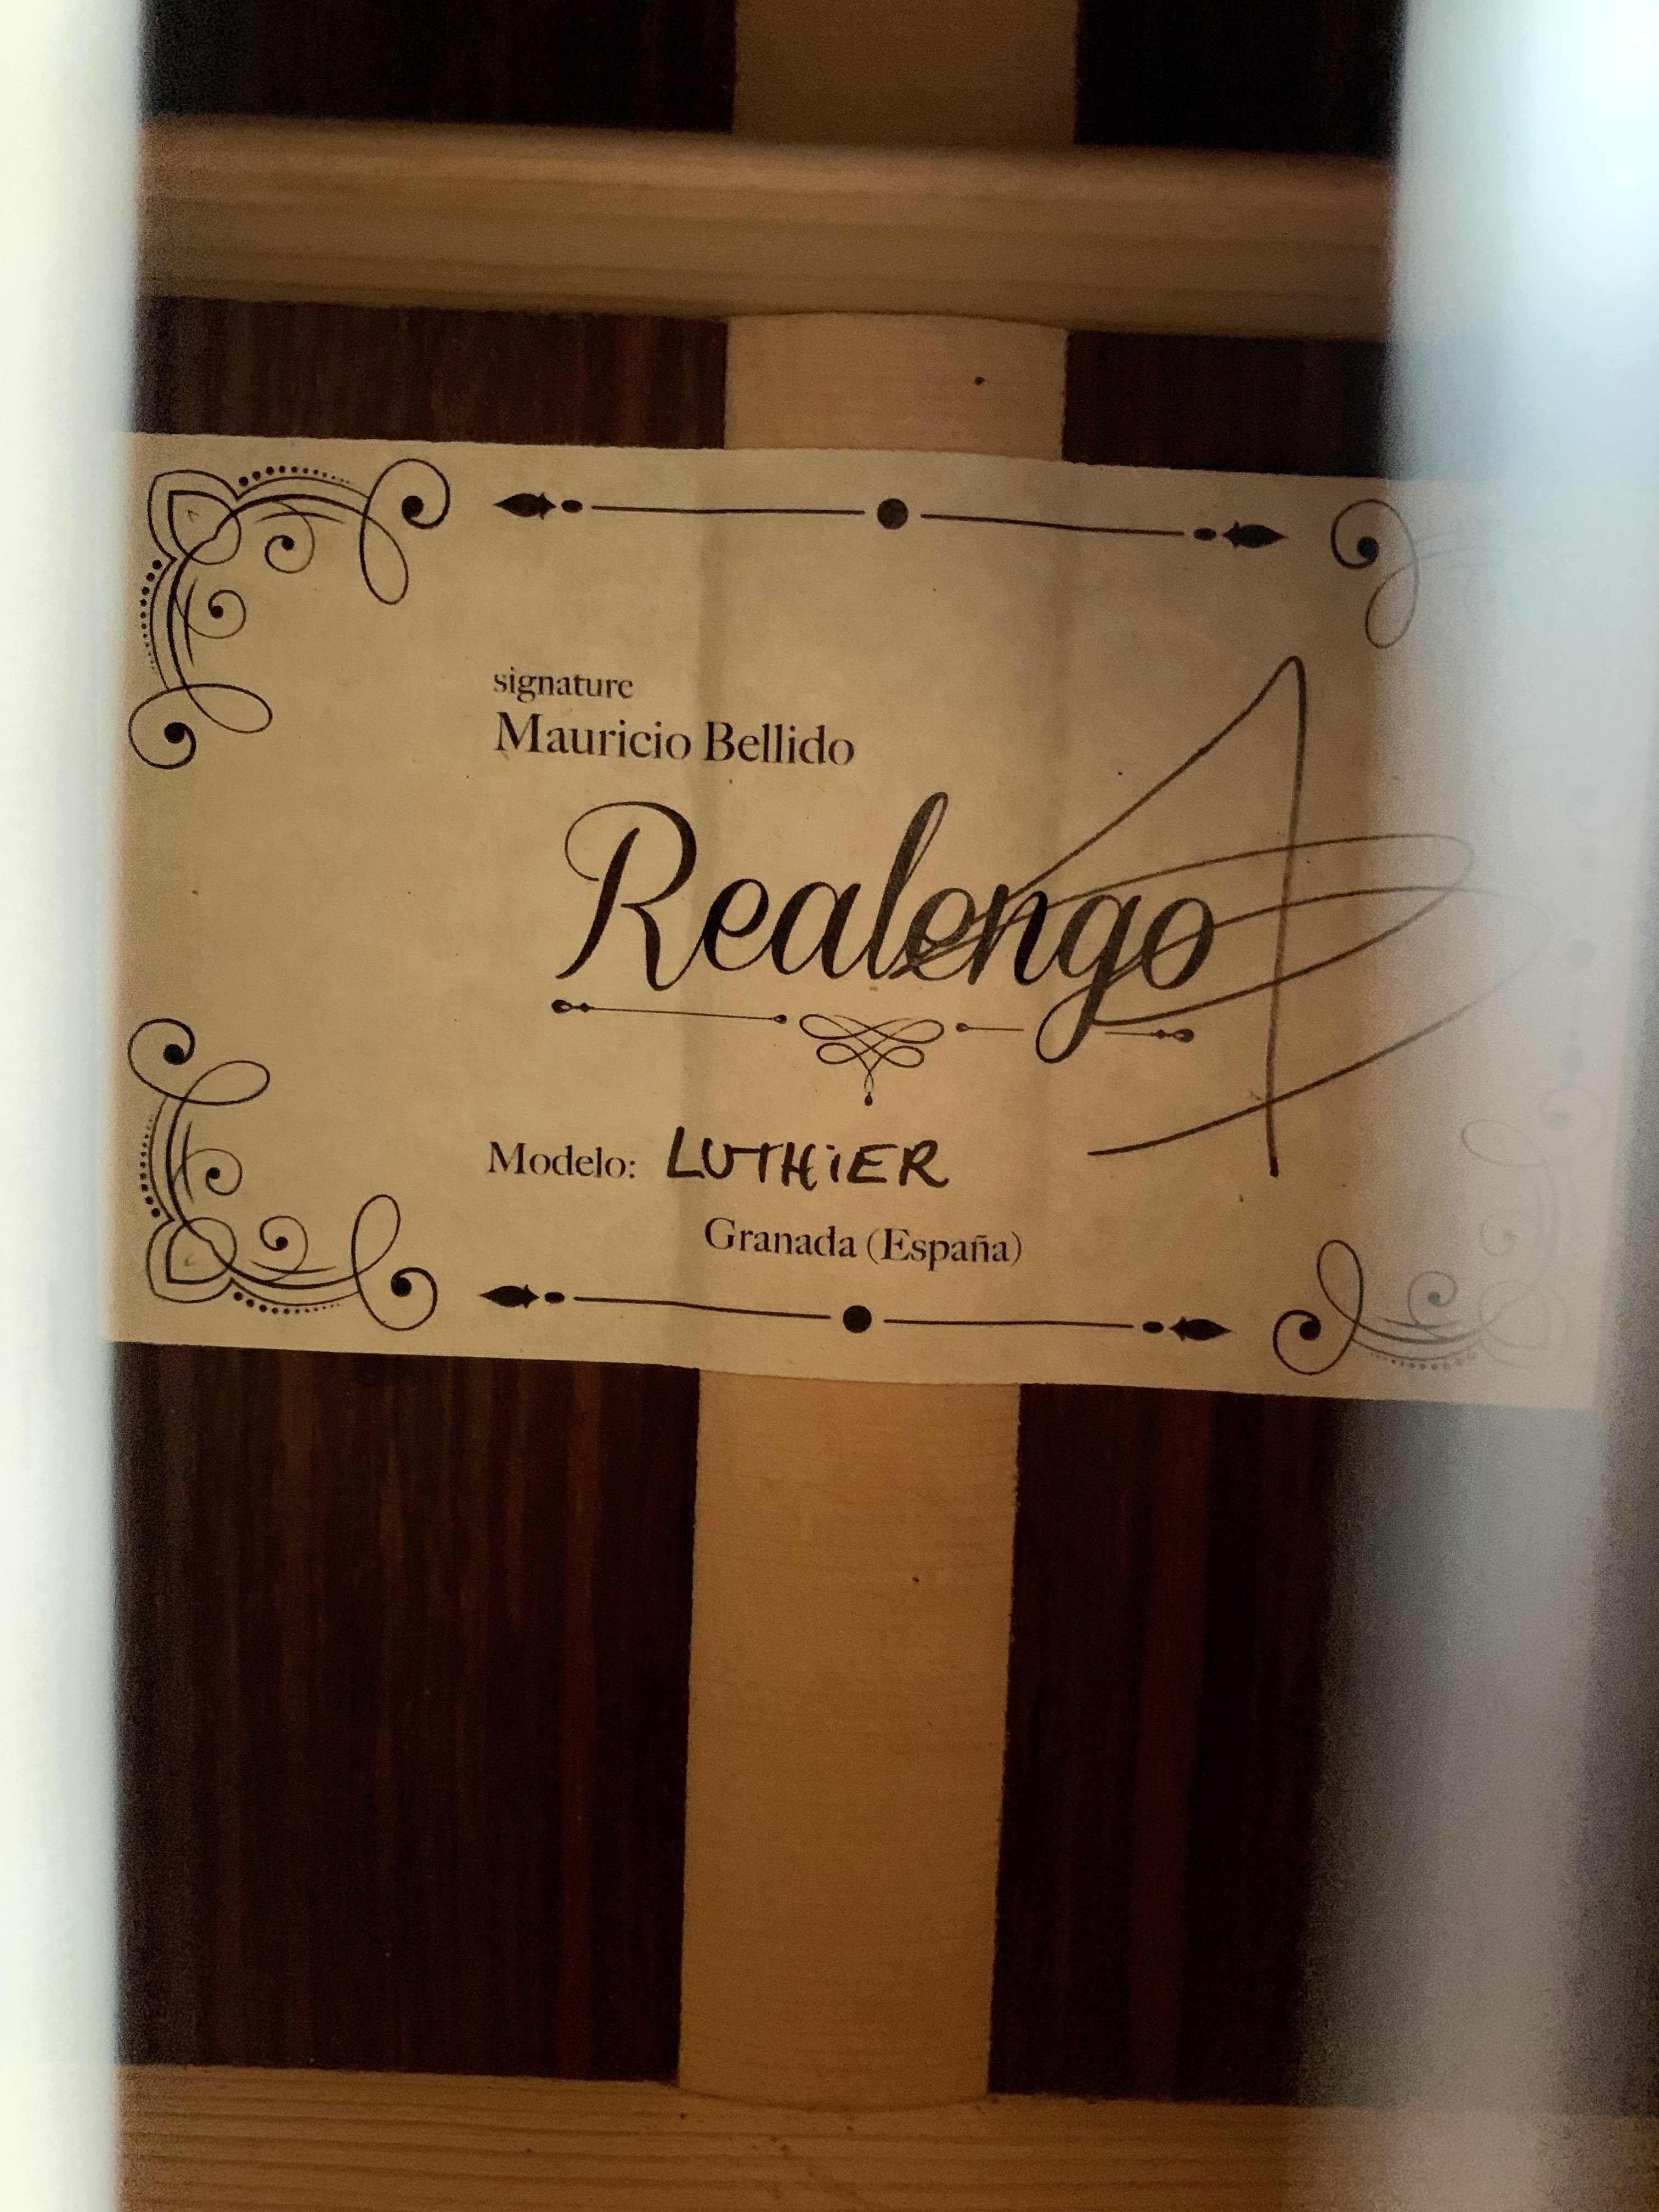 signature
Mauricio Bellido
Realengo
Modelo: LUTHiER
Granada (España)